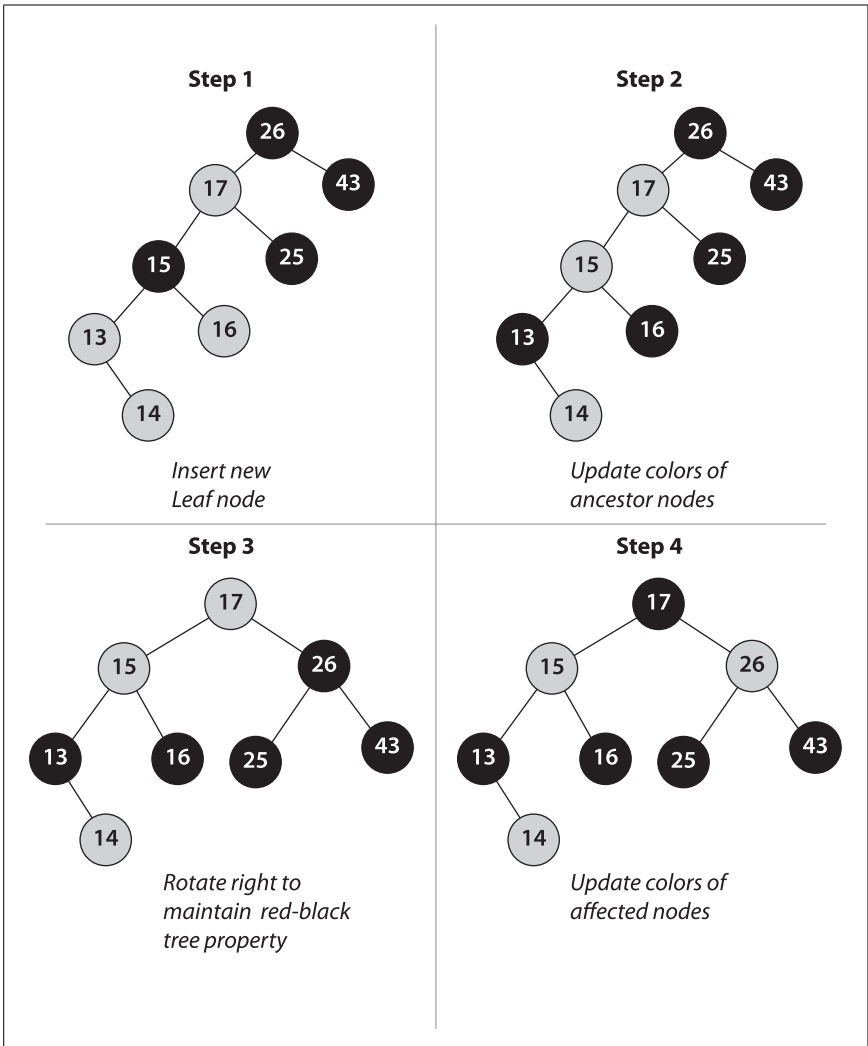 Step 1
26
17
43
15
25
13
16
14
Insert new
Leaf node
Step 2
26
17
43
15
25
13
16
14
Update colors of
ancestor nodes
Step 3
17
15
26
13
16
25
43
14
Rotate right to
maintain red-black
tree property
Step 4
17
15
26
13
16
25
43
14
Update colors of
affected nodes